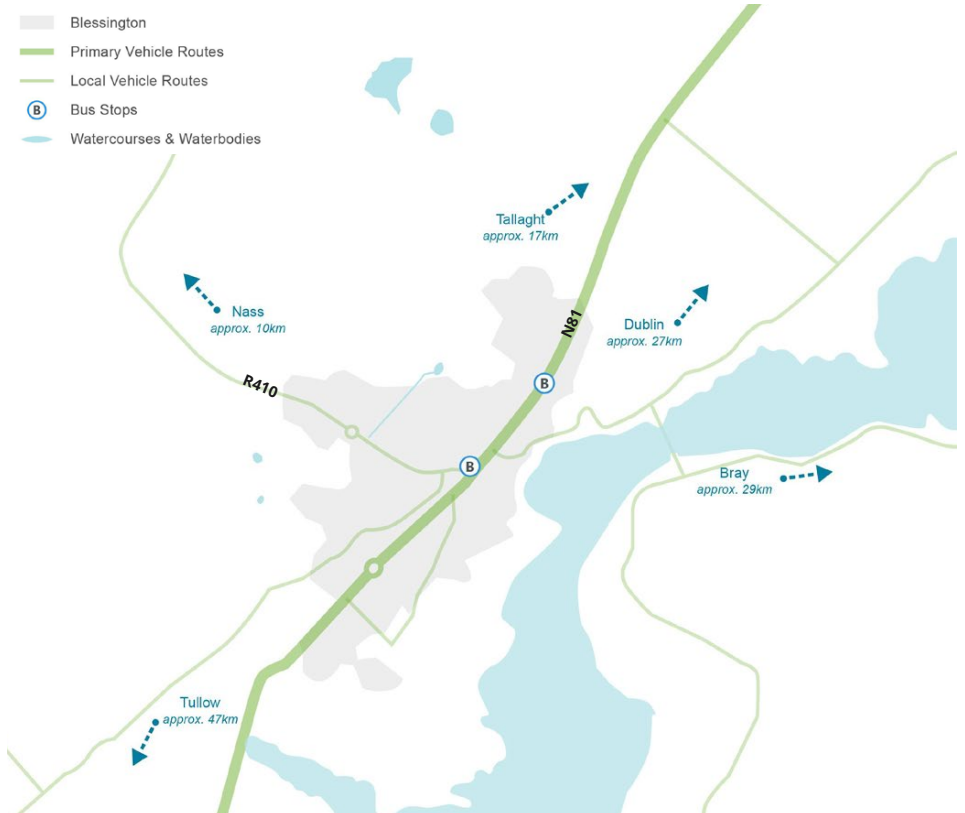 Blessington
Primary Vehicle Routes
Local Vehicle Routes
B
Bus Stops
Watercourses & Waterbodies
Tallaght
approx. 17km
Nass
approx. 10km
N81
Dublin
approx. 27km
R410
B
B
Bray
approx. 29km
Tullow
approx. 47km